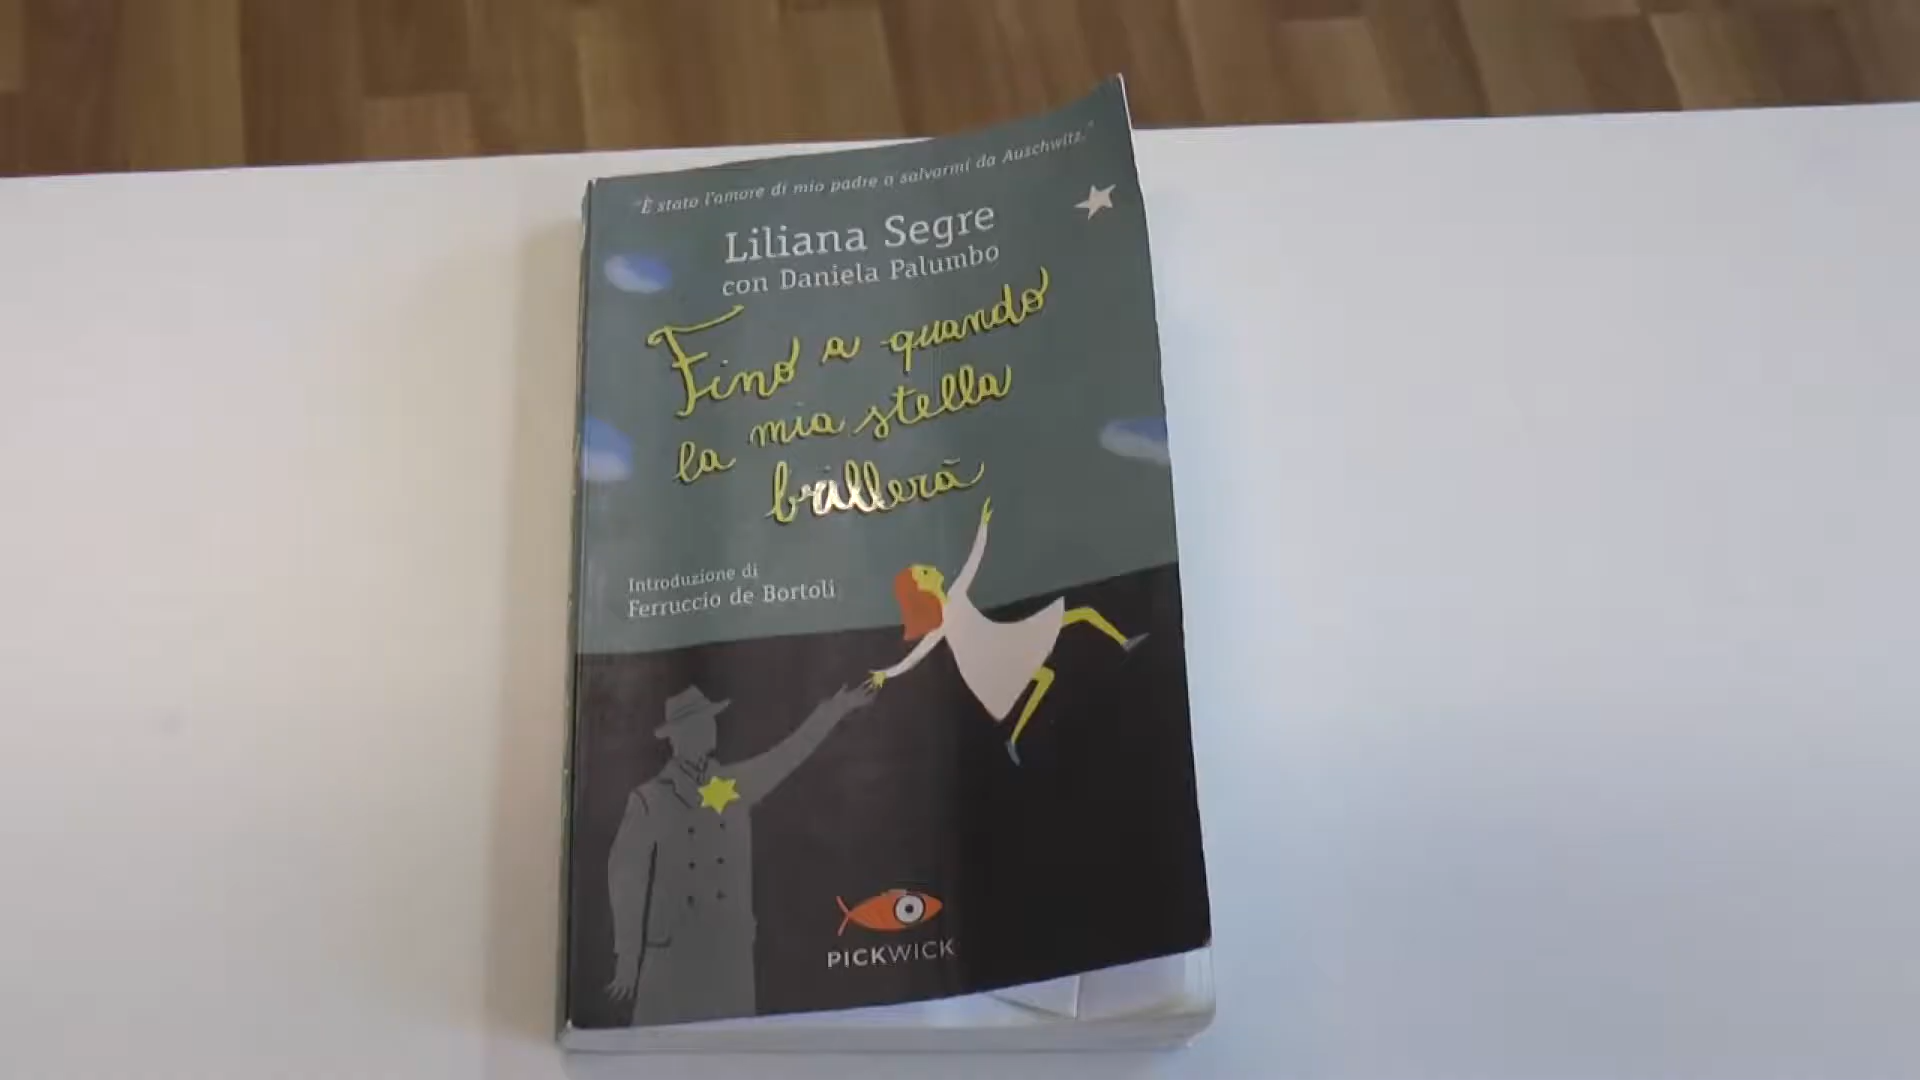 "È stato l'amore di mio padre a salvarmi da Auschwitz."
Liliana Segre
con Daniela Palumbo
Fino a quando
la mia stella
brillerà
Introduzione di
Ferruccio de Bortoli
PICKWICK